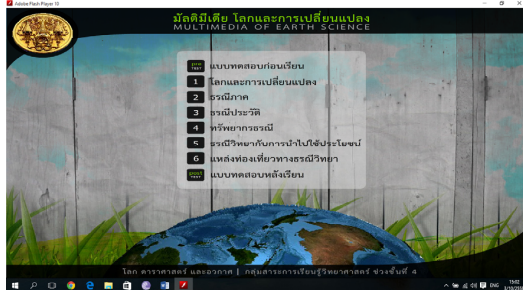 Adobe Flash Player 10
มัลติมีเดีย โลกและการเปลี่ยนแปลง
MULTIMEDIA OF EARTH SCIENCE
pre TEST แบบทดสอบก่อนเรียน
1 โลกและการเปลี่ยนแปลง
2 ธรณีภาค
3 ธรณีประวัติ
4 ทรัพยากรธรณี
5 ธรณีวิทยากับการนำไปใช้ประโยชน์
6 แหล่งท่องเที่ยวทางธรณีวิทยา
post TEST แบบทดสอบหลังเรียน
โลก ดาราศาสตร์ และอวกาศ | กลุ่มสาระการเรียนรู้วิทยาศาสตร์ ช่วงชั้นที่ 4
ENG
15:02